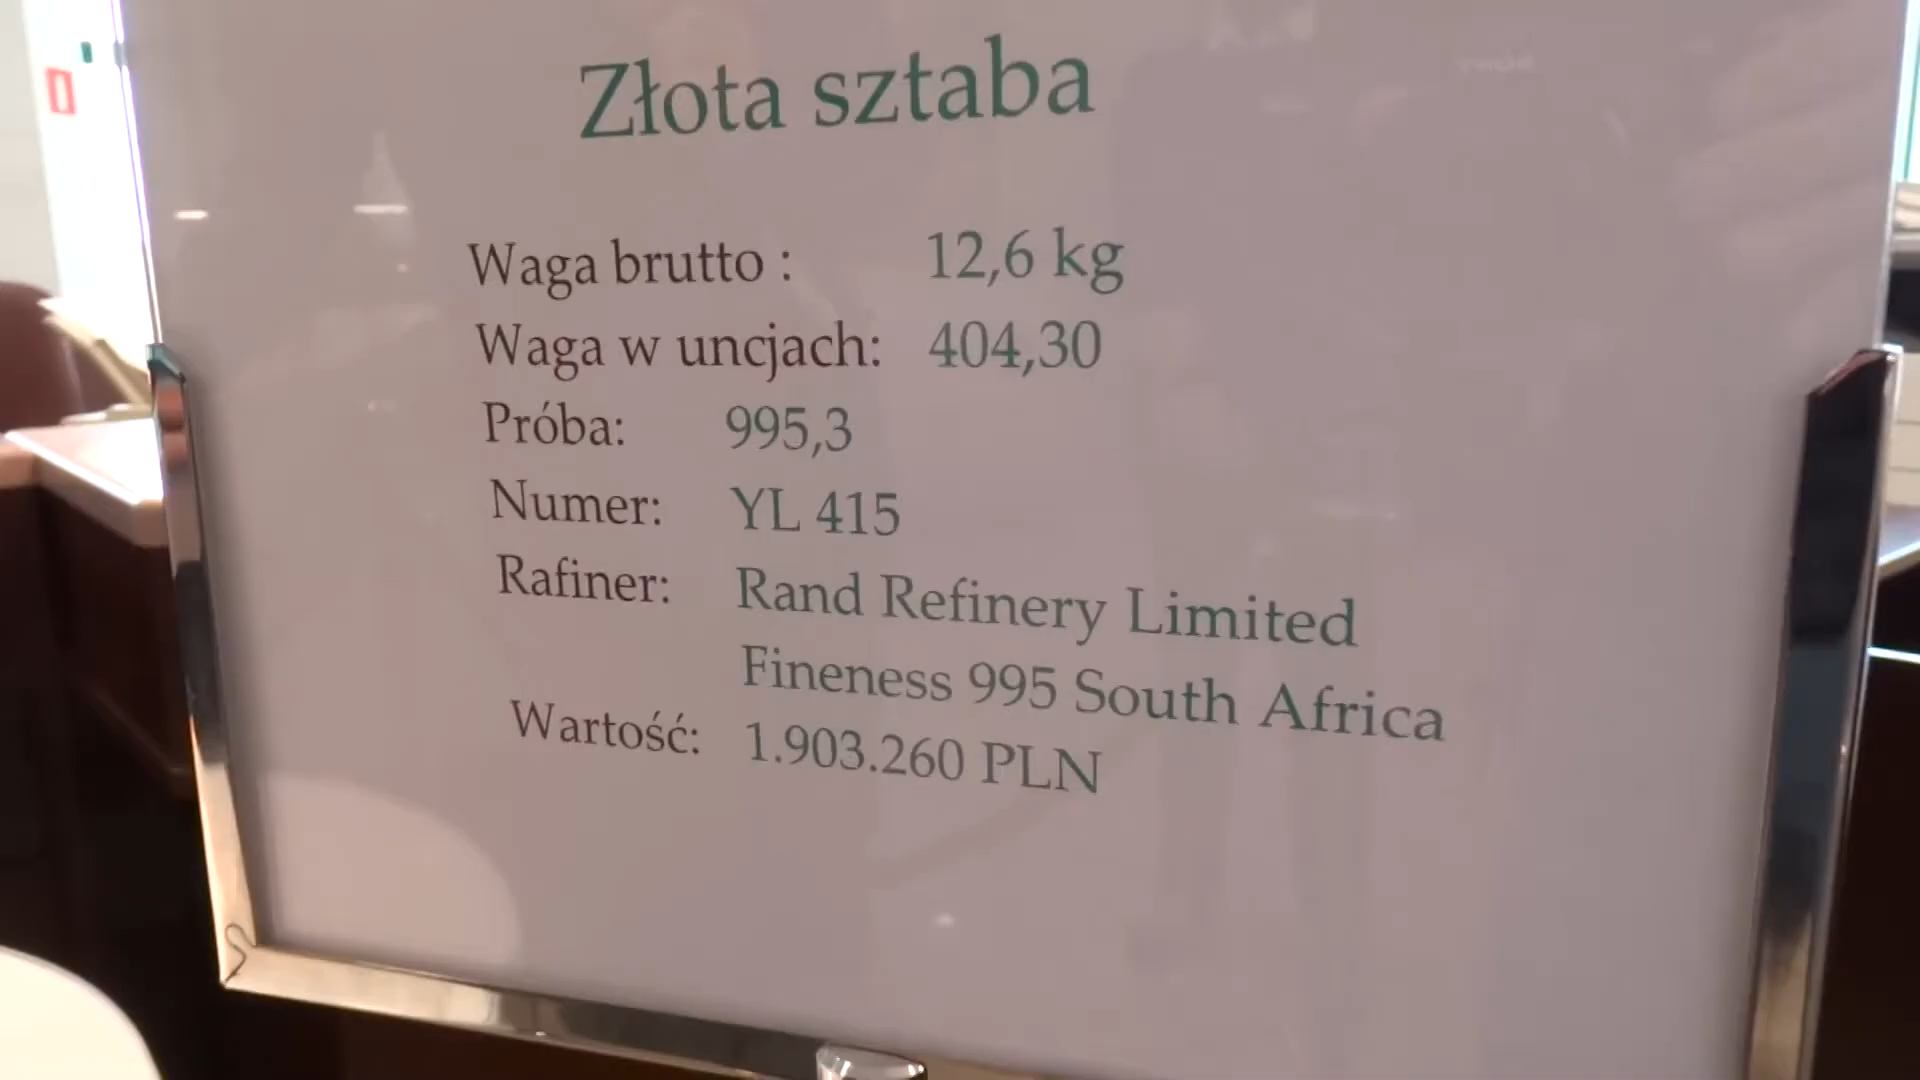 Złota sztaba
Waga brutto : 12,6 kg
Waga w uncjach: 404,30
Próba: 995,3
Numer: YL 415
Rafiner: Rand Refinery Limited
Fineness 995 South Africa
Wartość: 1.903.260 PLN